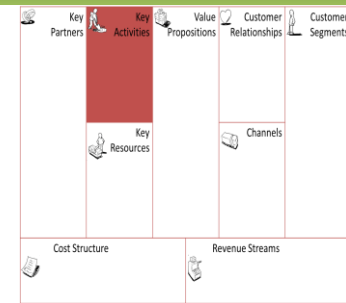 Key
Partners
Key
Activities
Value
Propositions
Customer
Relationships
Customer
Segments
Key
Resources
Channels
Cost Structure
Revenue Streams